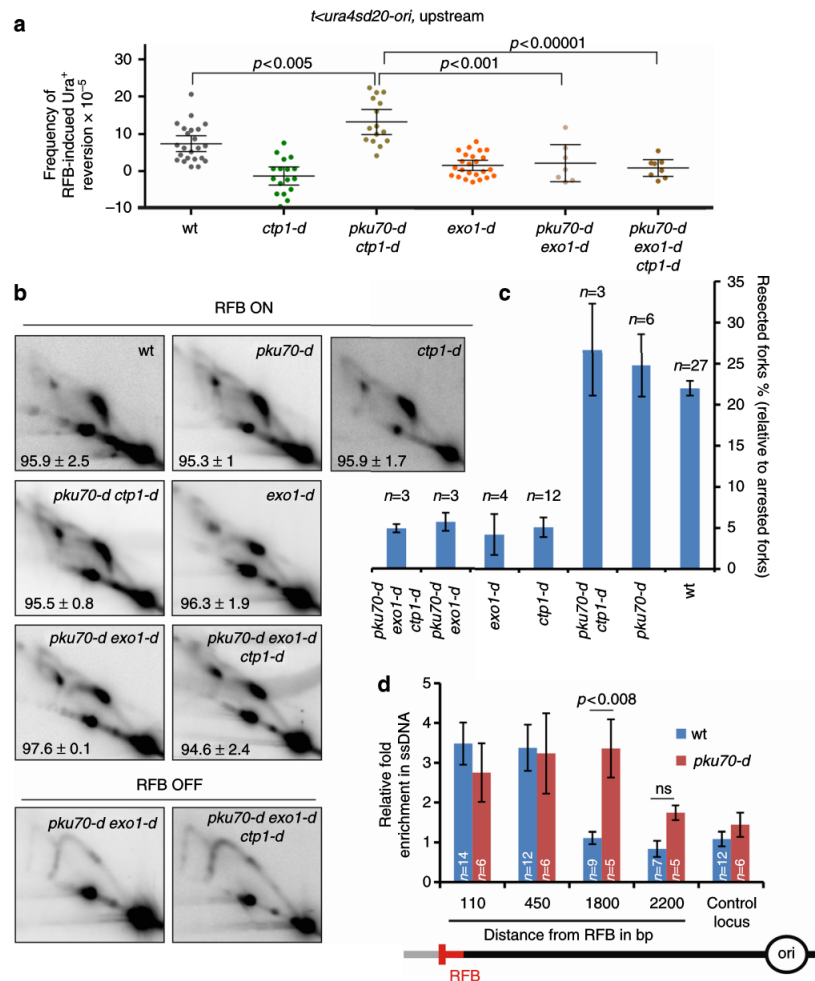 t<ura4sd20-ori, upstream
a
p<0.00001
p<0.005
p<0.001
Frequency of
RFB-indcued Ura+
reversion × 10−5
30
20
10
0
−10
wt
ctp1-d
pku70-d
ctp1-d
exo1-d
pku70-d
exo1-d
pku70-d
exo1-d
ctp1-d
b
RFB ON
wt
95.9 ± 2.5
pku70-d
95.3 ± 1
ctp1-d
95.9 ± 1.7
pku70-d ctp1-d
95.5 ± 0.8
exo1-d
96.3 ± 1.9
pku70-d exo1-d
97.6 ± 0.1
pku70-d exo1-d
ctp1-d
94.6 ± 2.4
RFB OFF
pku70-d exo1-d
pku70-d exo1-d
ctp1-d
c
Resected forks % (relative to arrested forks)
35
30
25
20
15
10
5
0
n=3
n=3
n=4
n=12
n=3
n=6
n=27
pku70-d
exo1-d
ctp1-d
pku70-d
exo1-d
exo1-d
ctp1-d
pku70-d
ctp1-d
pku70-d
wt
d
Relative fold
enrichment in ssDNA
5
4
3
2
1
0
p<0.008
ns
wt
pku70-d
n=14
n=6
n=12
n=6
n=9
n=5
n=7
n=5
n=12
n=6
110
450
1800
2200
Control
locus
Distance from RFB in bp
RFB
ori